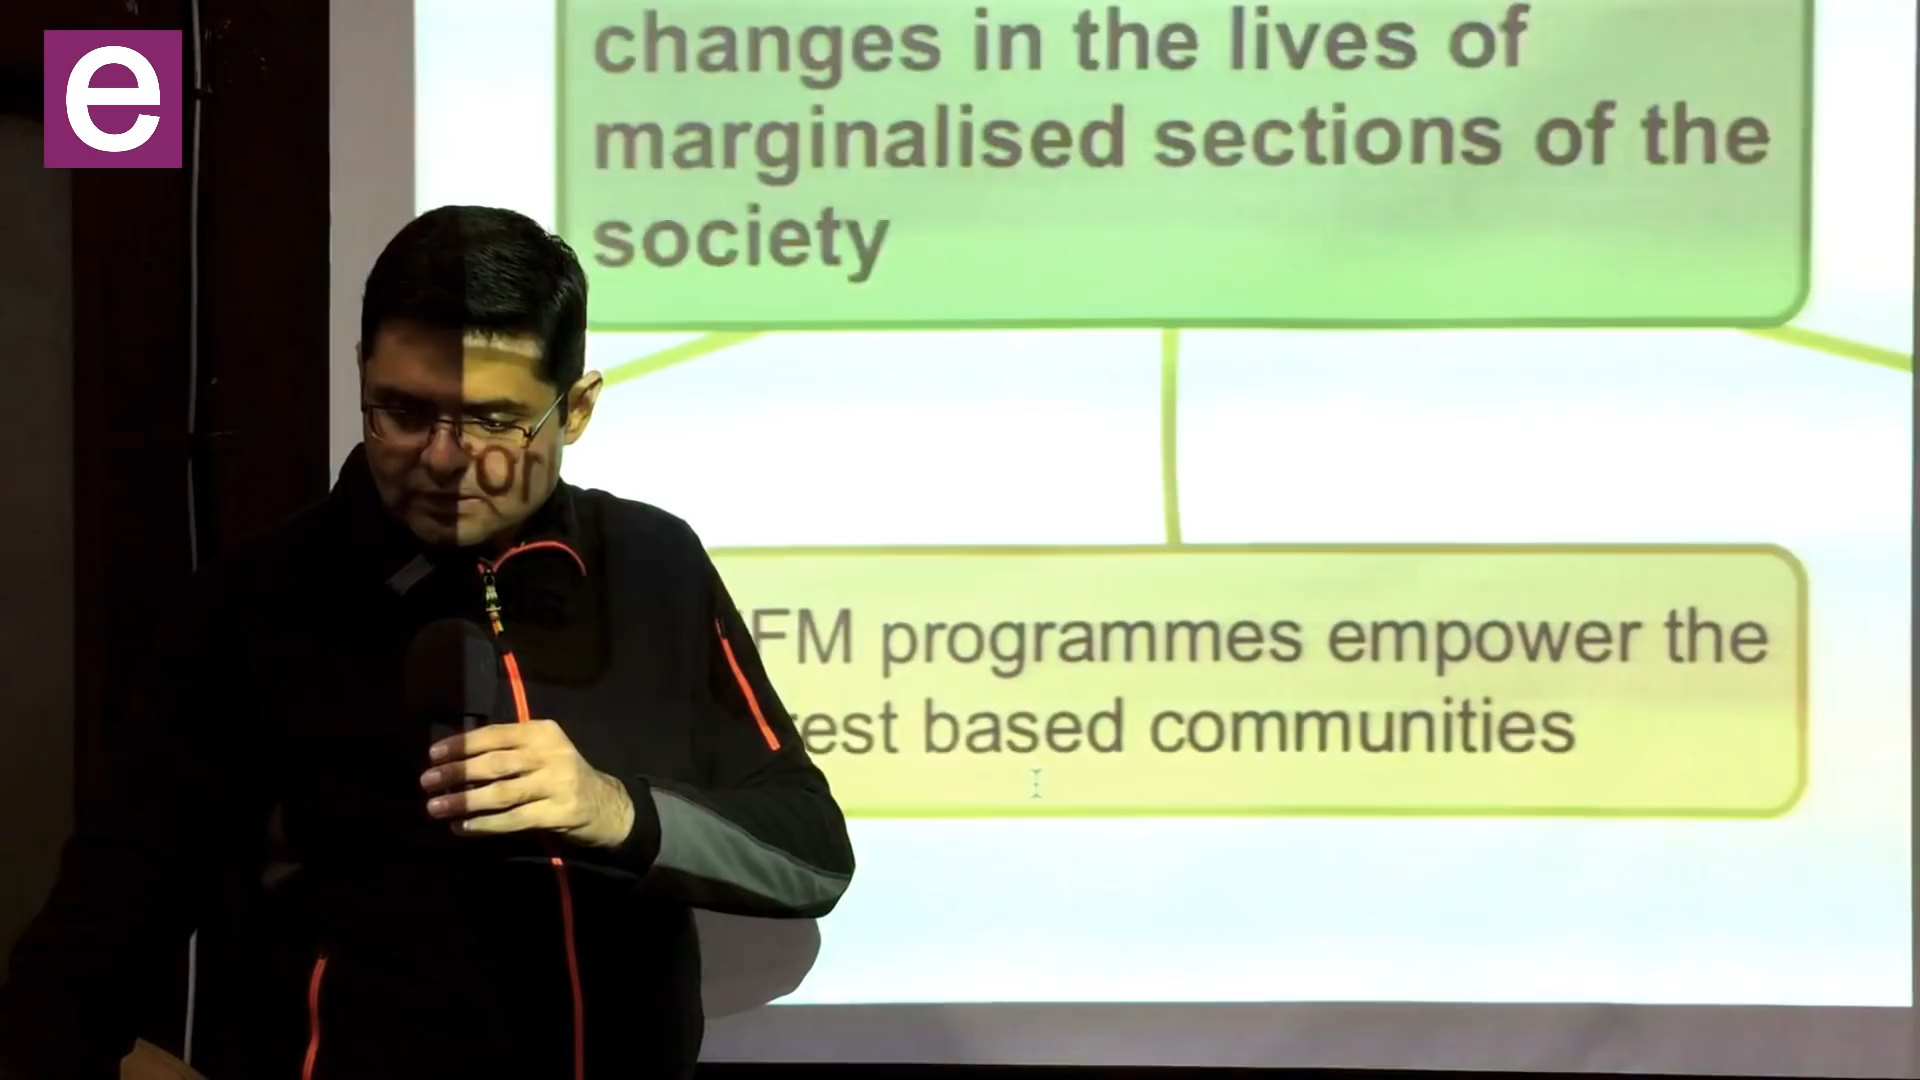 e
changes in the lives of
marginalised sections of the
society
FM programmes empower the
est based communities